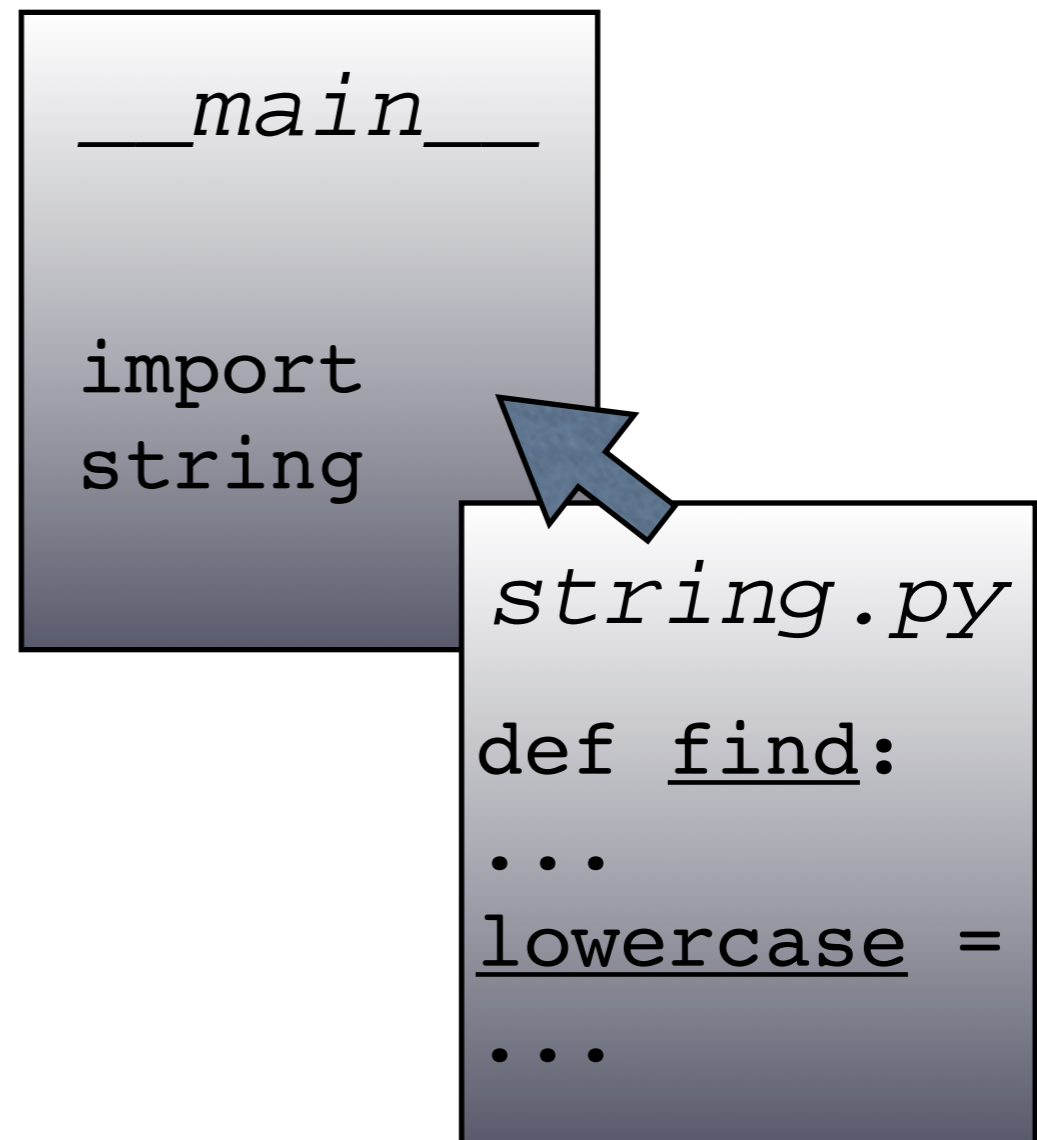 __main__
import
string
string.py
def find:
...
lowercase =
...